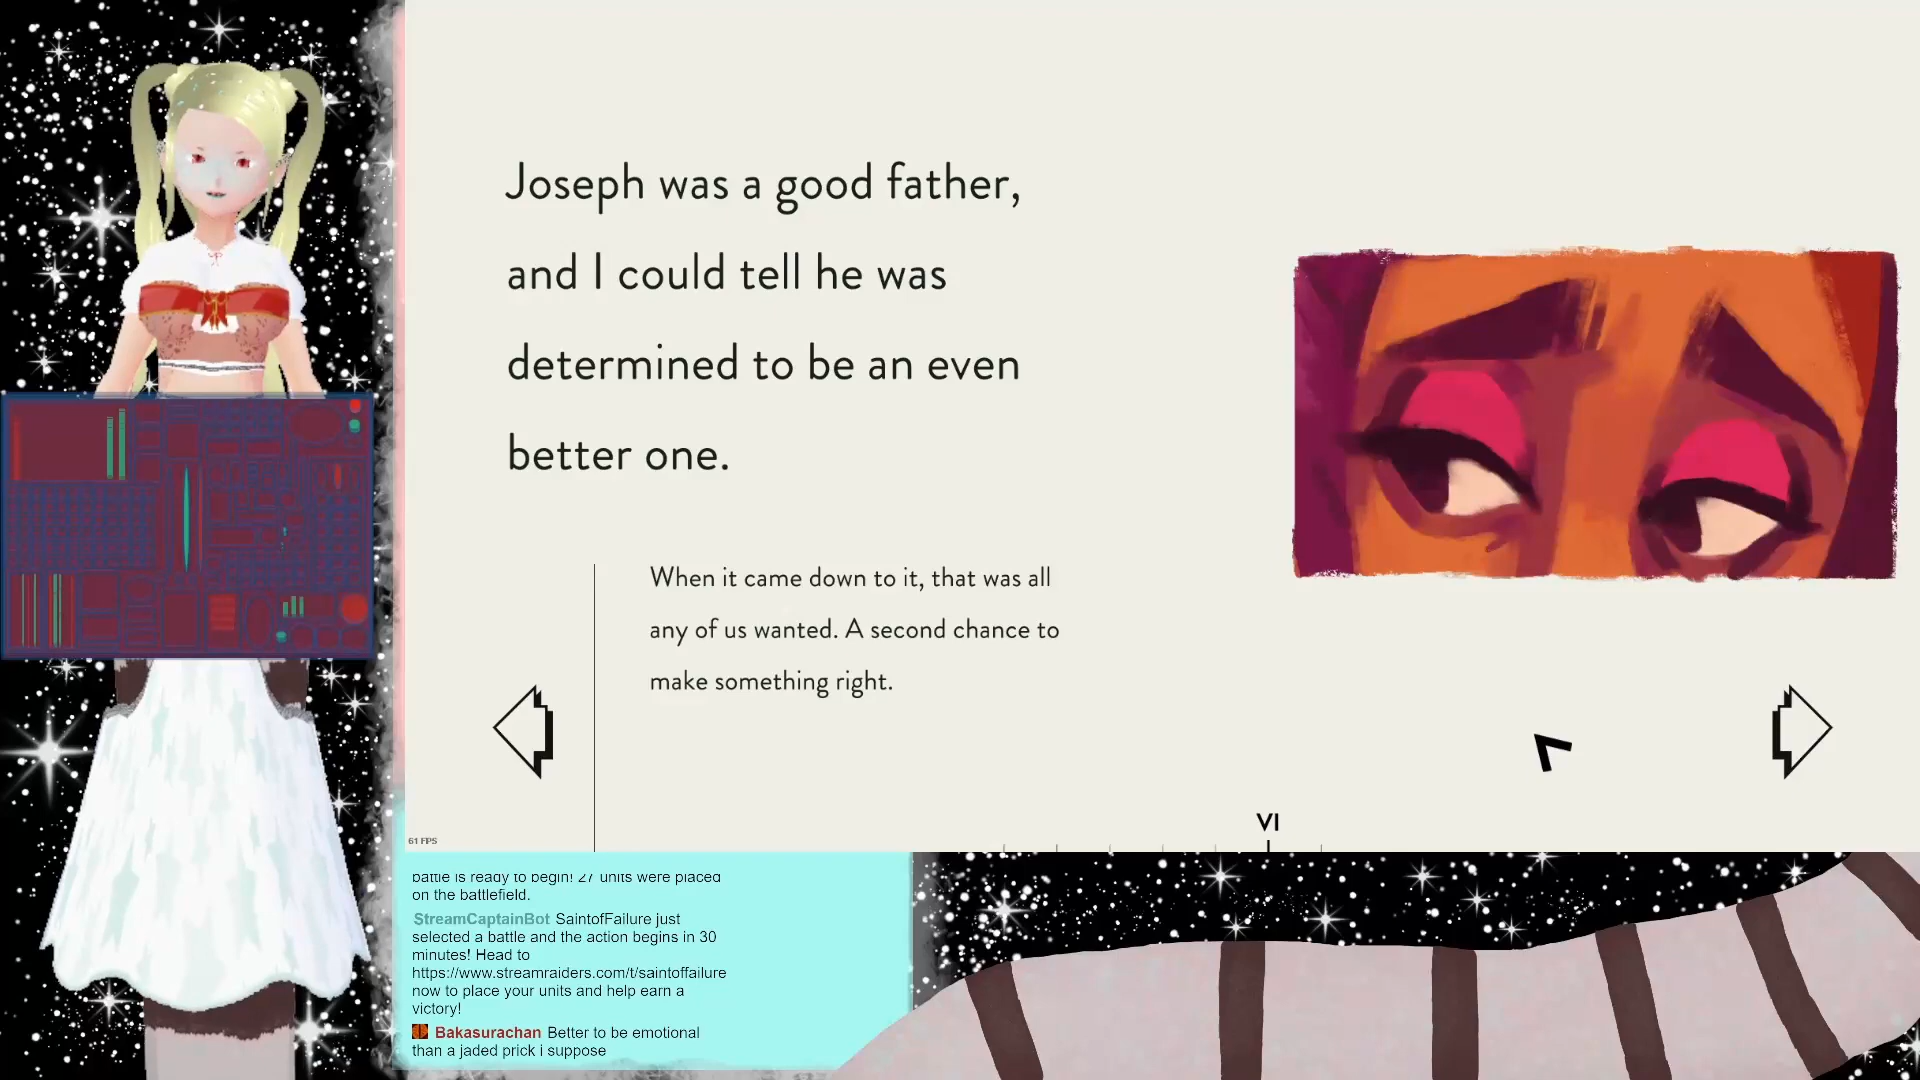 Joseph was a good father,
and I could tell he was
determined to be an even
better one.
When it came down to it, that was all
any of us wanted. A second chance to
make something right.
VI
61 FPS
battle is ready to begin! 27 units were placed
on the battlefield.
StreamCaptainBot SaintofFailure just
selected a battle and the action begins in 30
minutes! Head to
https://www.streamraiders.com/t/saintoffailure
now to place your units and help earn a
victory!
Bakasurachan Better to be emotional
than a jaded prick i suppose